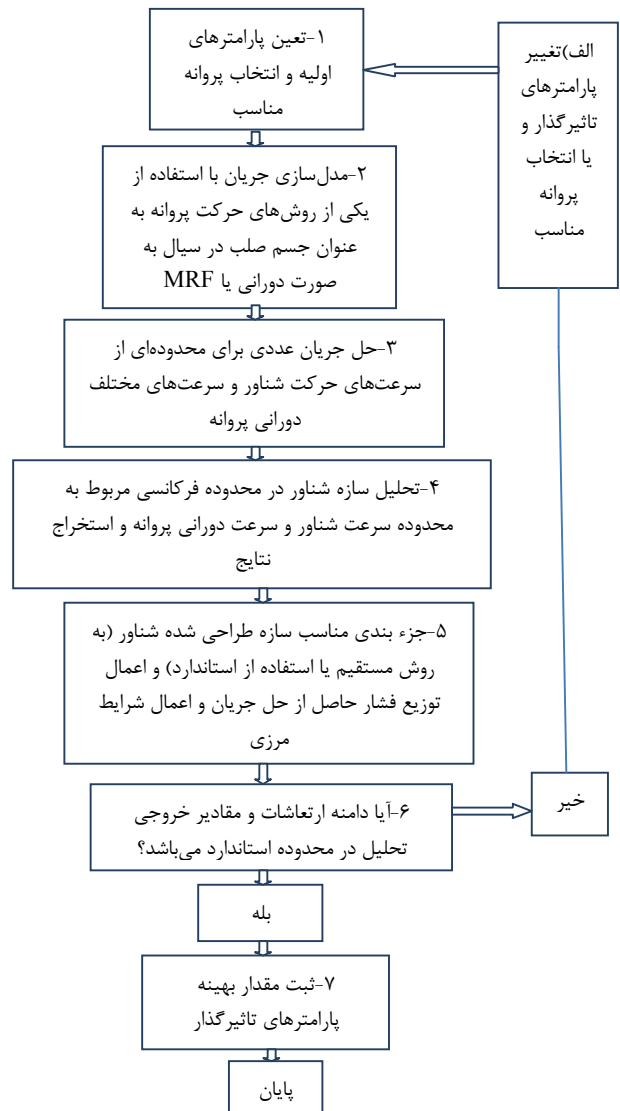 ۱-تعین پارامترهای
اولیه و انتخاب پروانه
مناسب
الف)تغییر
پارامترهای
تاثیرگذار و
یا انتخاب
پروانه
مناسب
۲-مدل‌سازی جریان با استفاده از
یکی از روش‌های حرکت پروانه به
عنوان جسم صلب در سیال به
صورت دورانی یا MRF
۳-حل جریان عددی برای محدوده‌ای از
سرعت‌های حرکت شناور و سرعت‌های مختلف
دورانی پروانه
۴-تحلیل سازه شناور در محدوده فرکانسی مربوط به
محدوده سرعت شناور و سرعت دورانی پروانه و استخراج
نتایج
۵-جزء بندی مناسب سازه طراحی شده شناور (به
روش مستقیم یا استفاده از استاندارد) و اعمال
توزیع فشار حاصل از حل جریان و اعمال شرایط
مرزی
۶-آیا دامنه ارتعاشات و مقادیر خروجی
تحلیل در محدوده استاندارد می‌باشد؟
خیر
بله
۷-ثبت مقدار بهینه
پارامترهای تاثیرگذار
پایان